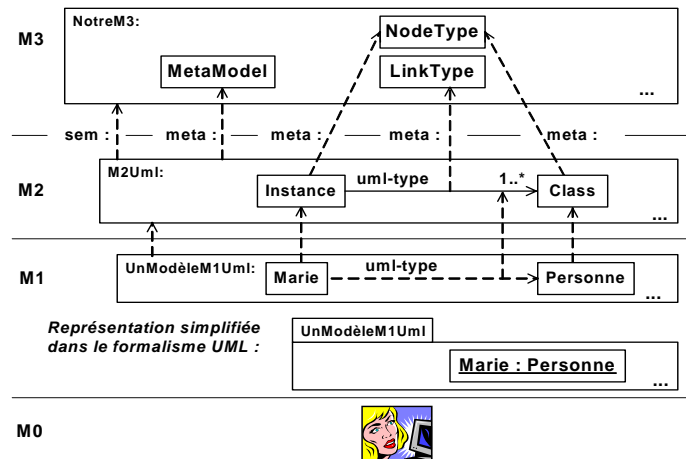 NotreM3:
M3
NodeType
MetaModel
LinkType
...
sem :
meta :
meta :
meta :
meta :
M2Uml:
M2
Instance
uml-type
1..*
Class
...
UnModèleM1Uml:
M1
Marie
uml-type
Personne
...
Représentation simplifiée
dans le formalisme UML :
UnModèleM1Uml
Marie : Personne
...
M0